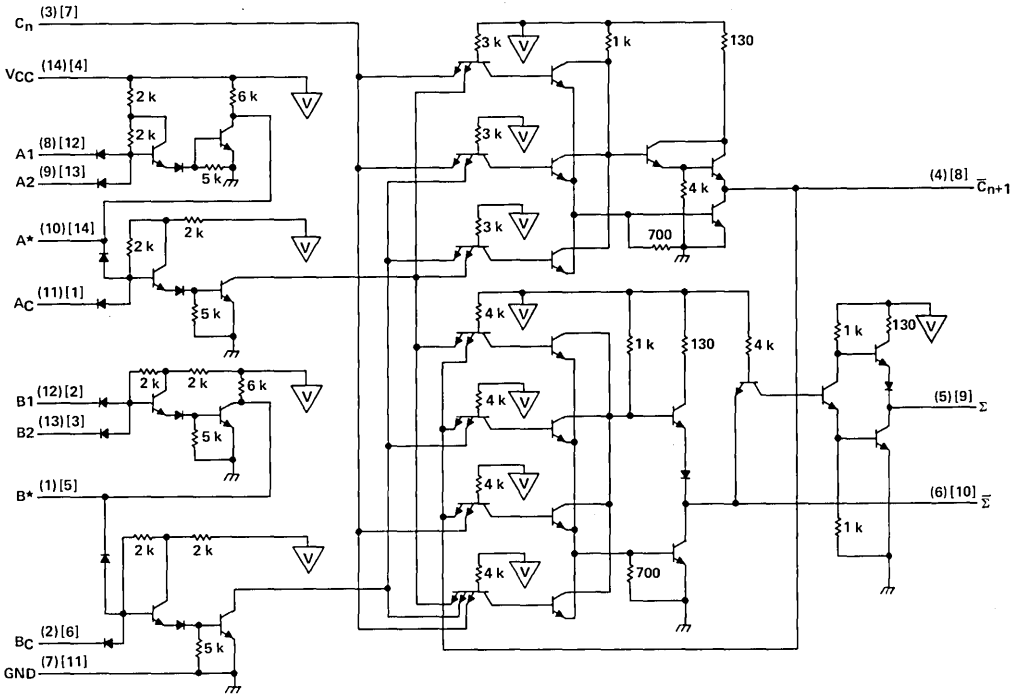 Cn (3) [7]
3 k
V
1 k
130
VCC (14) [4]
2 k
6 k
V
2 k
A1 (8) [12]
A2 (9) [13]
5 k
3 k
V
4 k
(4) [8] C̅n+1
A* (10) [14]
2 k
2 k
V
3 k
V
700
AC (11) [1]
5 k
4 k
V
1 k
130
4 k
1 k
130
V
B1 (12) [2]
2 k
2 k
6 k
V
B2 (13) [3]
5 k
4 k
V
(5) [9] Σ
B* (1) [5]
4 k
V
(6) [10] Σ̅
1 k
2 k
2 k
V
4 k
V
700
BC (2) [6]
5 k
GND (7) [11]